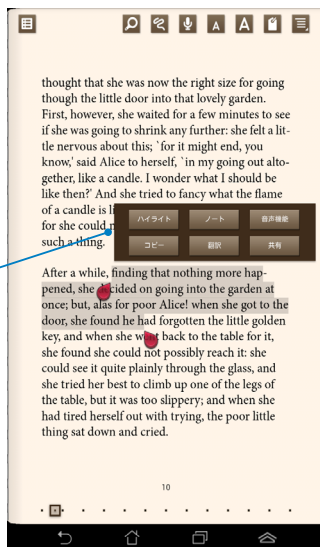 A A
thought that she was now the right size for going
though the little door into that lovely garden.
First, however, she waited for a few minutes to see
if she was going to shrink any further: she felt a lit-
tle nervous about this; `for it might end, you
know,' said Alice to herself, `in my going out alto-
gether, like a candle. I wonder what I should be
like then?' And she tried to fancy what the flame
of a candle is
for she could
such a thing.
ハイライト ノート 音声機能
コピー 翻訳 共有
After a while, finding that nothing more hap-
pened, she decided on going into the garden at
once; but, alas for poor Alice! when she got to the
door, she found he had forgotten the little golden
key, and when she went back to the table for it,
she found she could not possibly reach it: she
could see it quite plainly through the glass, and
she tried her best to climb up one of the legs of
the table, but it was too slippery; and when she
had tired herself out with trying, the poor little
thing sat down and cried.
10